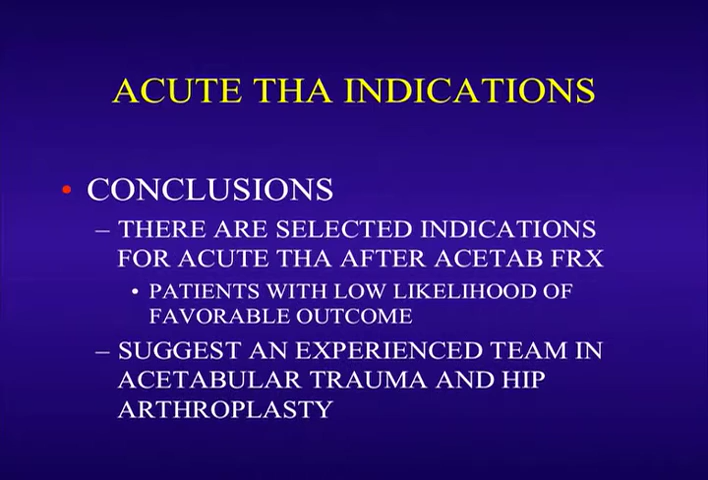 ACUTE THA INDICATIONS
• CONCLUSIONS
– THERE ARE SELECTED INDICATIONS
FOR ACUTE THA AFTER ACETAB FRX
• PATIENTS WITH LOW LIKELIHOOD OF
FAVORABLE OUTCOME
– SUGGEST AN EXPERIENCED TEAM IN
ACETABULAR TRAUMA AND HIP
ARTHROPLASTY